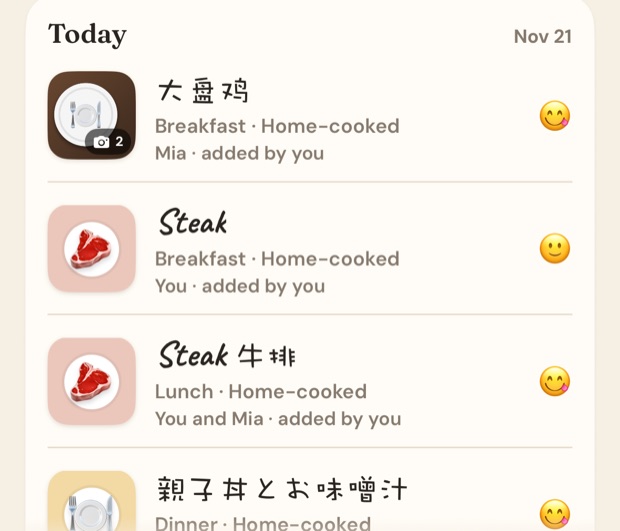 Today
Nov 21
大盘鸡
Breakfast · Home-cooked
Mia · added by you
2
Steak
Breakfast · Home-cooked
You · added by you
Steak 牛排
Lunch · Home-cooked
You and Mia · added by you
親子丼とお味噌汁
Dinner · Home-cooked